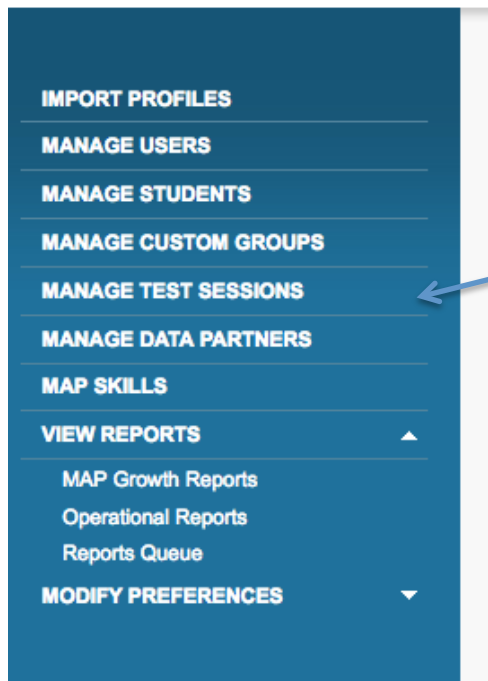 IMPORT PROFILES
MANAGE USERS
MANAGE STUDENTS
MANAGE CUSTOM GROUPS
MANAGE TEST SESSIONS
MANAGE DATA PARTNERS
MAP SKILLS
VIEW REPORTS
MAP Growth Reports
Operational Reports
Reports Queue
MODIFY PREFERENCES